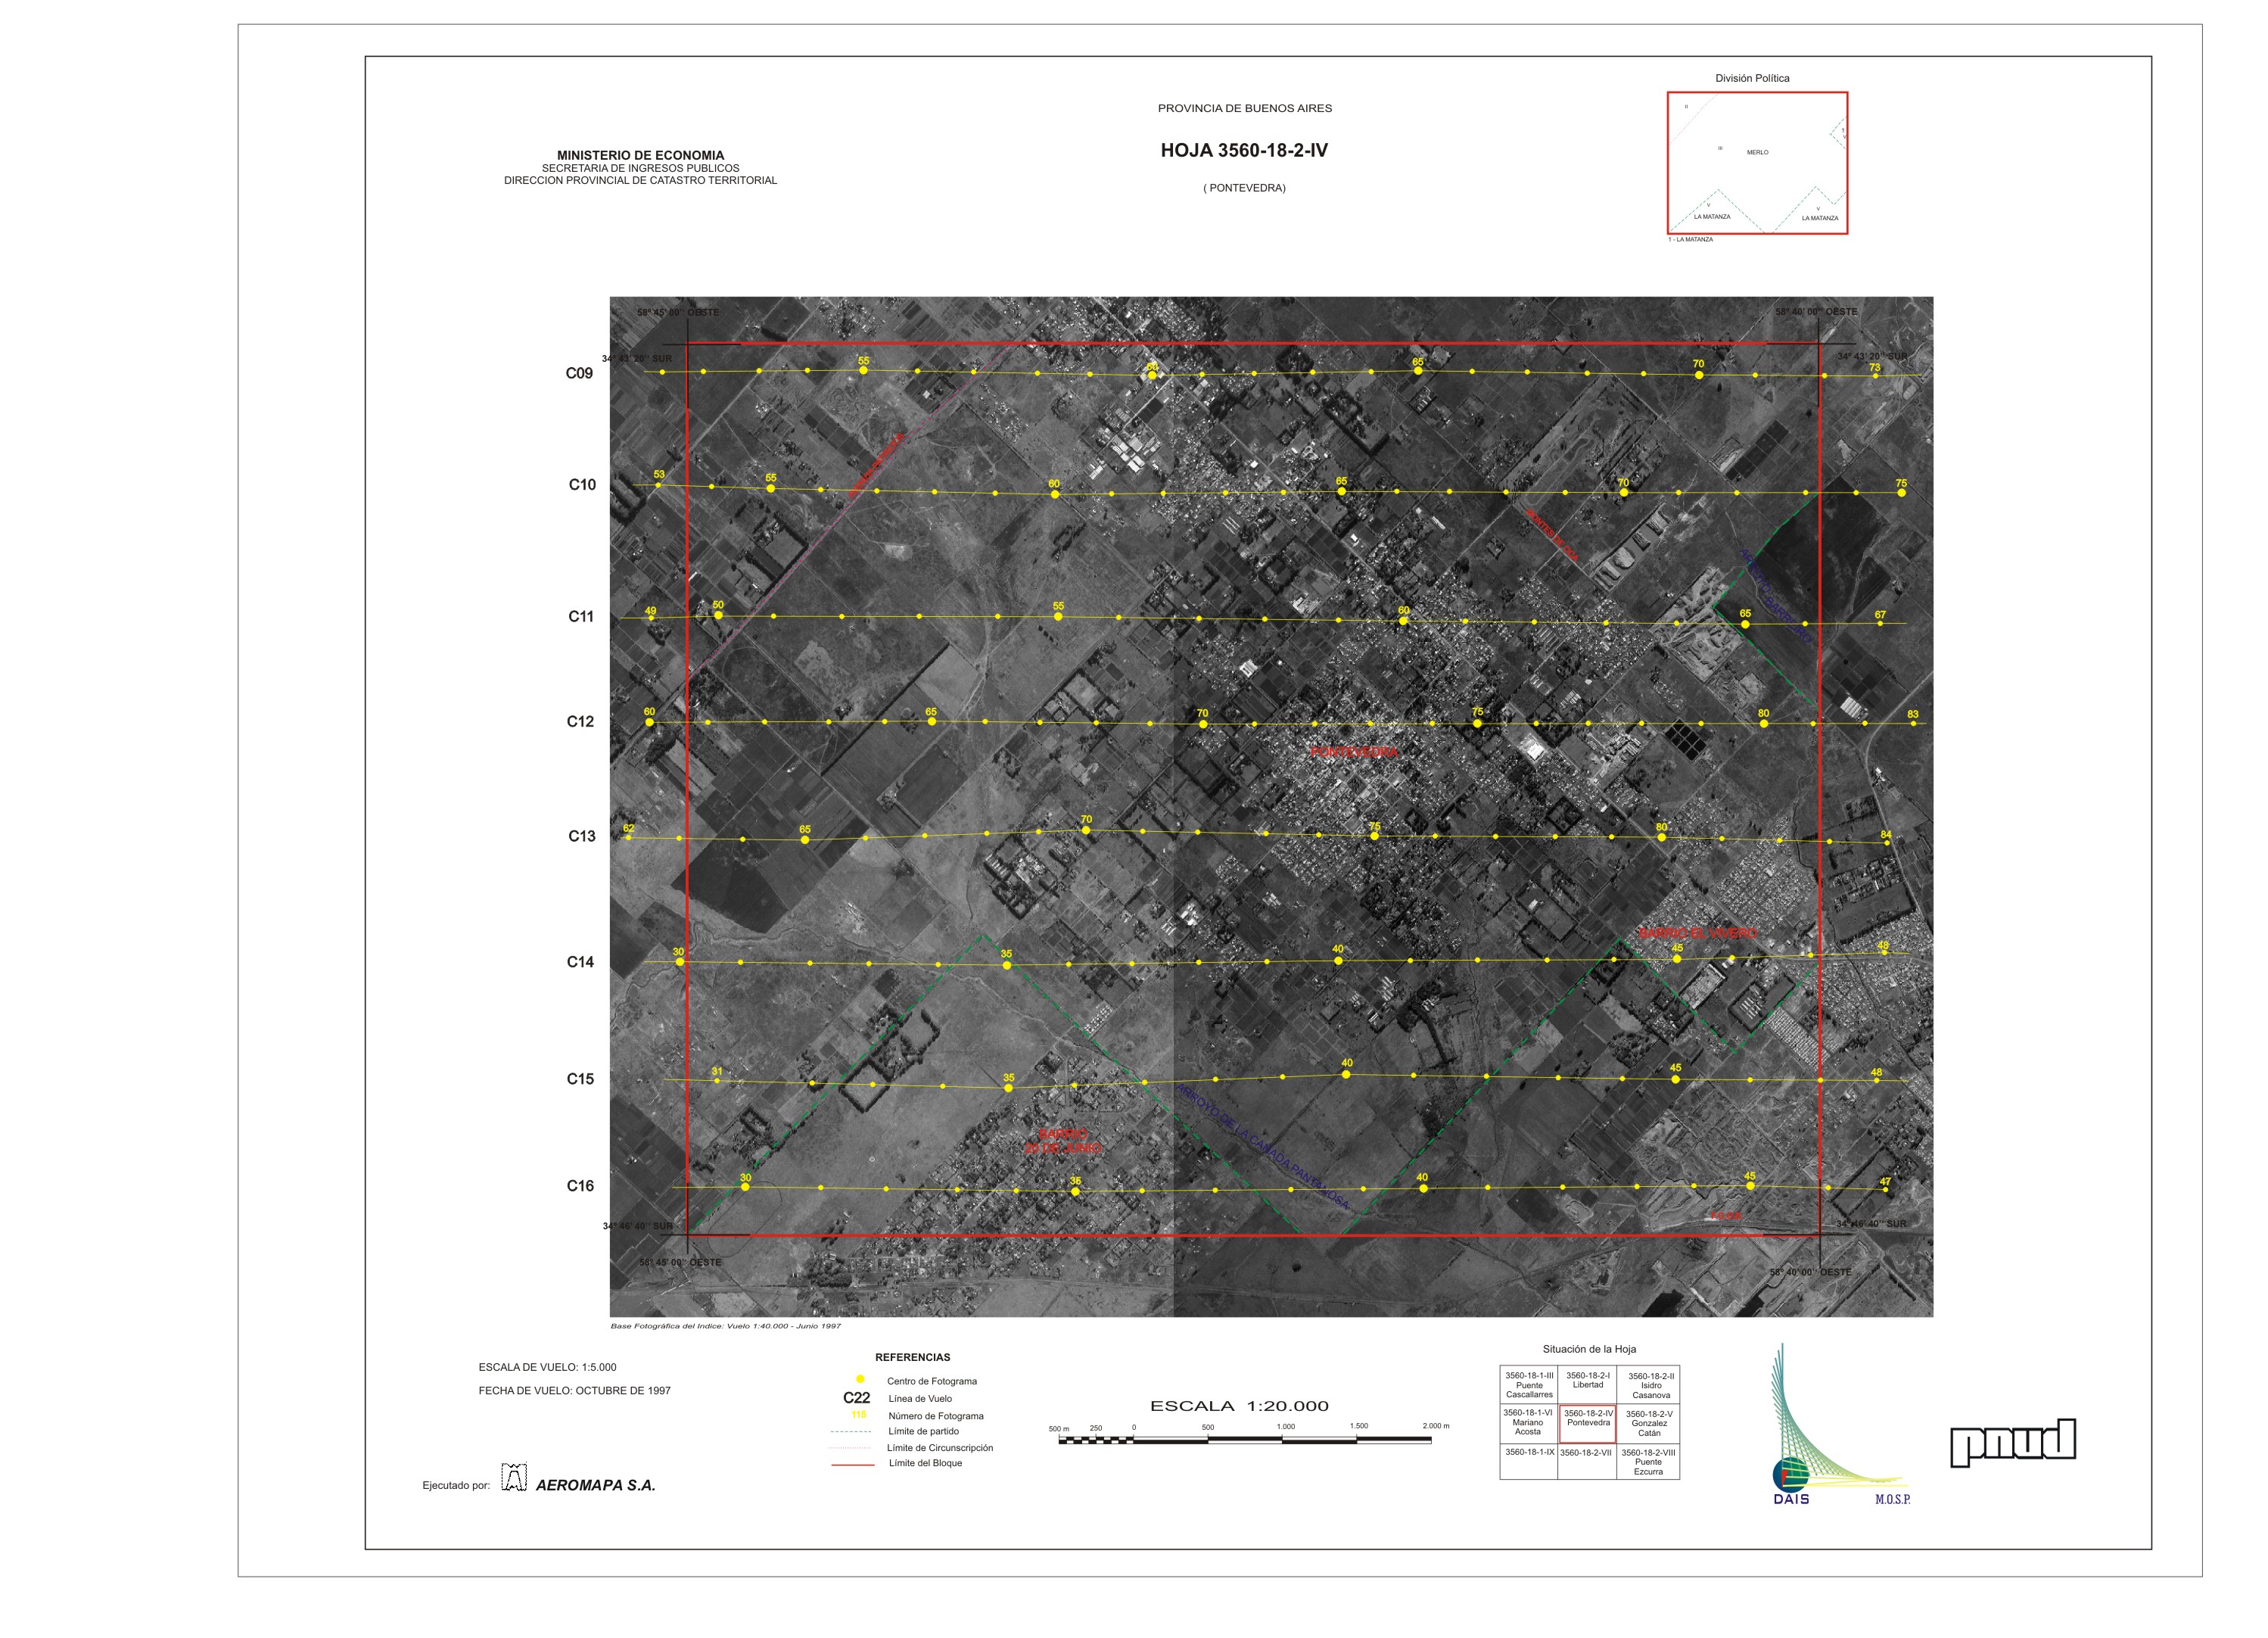 División Política
PROVINCIA DE BUENOS AIRES
HOJA 3560-18-2-IV
( PONTEVEDRA)
MINISTERIO DE ECONOMIA
SECRETARIA DE INGRESOS PUBLICOS
DIRECCION PROVINCIAL DE CATASTRO TERRITORIAL
II
III
MERLO
1
V
V
LA MATANZA
V
LA MATANZA
1 - LA MATANZA
58° 45' 00'' OESTE
58° 40' 00'' OESTE
34° 43' 20'' SUR
34° 43' 20'' SUR
C09
55
60
65
70
73
C10
53
55
60
65
70
75
C11
49
50
55
60
65
67
ARROYO BARREIRO
C12
60
65
70
75
80
83
PONTEVEDRA
C13
62
65
70
75
80
84
BARRIO EL VIVERO
C14
30
35
40
45
48
C15
31
35
40
45
48
ARROYO DE LA CAÑADA PANTANOSA
BARRIO
20 DE JUNIO
C16
30
35
40
45
47
34° 46' 40'' SUR
34° 46' 40'' SUR
58° 45' 00'' OESTE
58° 40' 00'' OESTE
Base Fotográfica del Indice: Vuelo 1:40.000 - Junio 1997
ESCALA DE VUELO: 1:5.000
FECHA DE VUELO: OCTUBRE DE 1997
Ejecutado por:
AEROMAPA S.A.
REFERENCIAS
Centro de Fotograma
C22 Línea de Vuelo
115 Número de Fotograma
Límite de partido
Límite de Circunscripción
Límite del Bloque
ESCALA 1:20.000
500 m 250 0 500 1.000 1.500 2.000 m
Situación de la Hoja
3560-18-1-III
Puente
Cascallarres
3560-18-2-I
Libertad
3560-18-2-II
Isidro
Casanova
3560-18-1-VI
Mariano
Acosta
3560-18-2-IV
Pontevedra
3560-18-2-V
Gonzalez
Catán
3560-18-1-IX
3560-18-2-VII
3560-18-2-VIII
Puente
Ezcurra
DAIS
M.O.S.P.
pnud